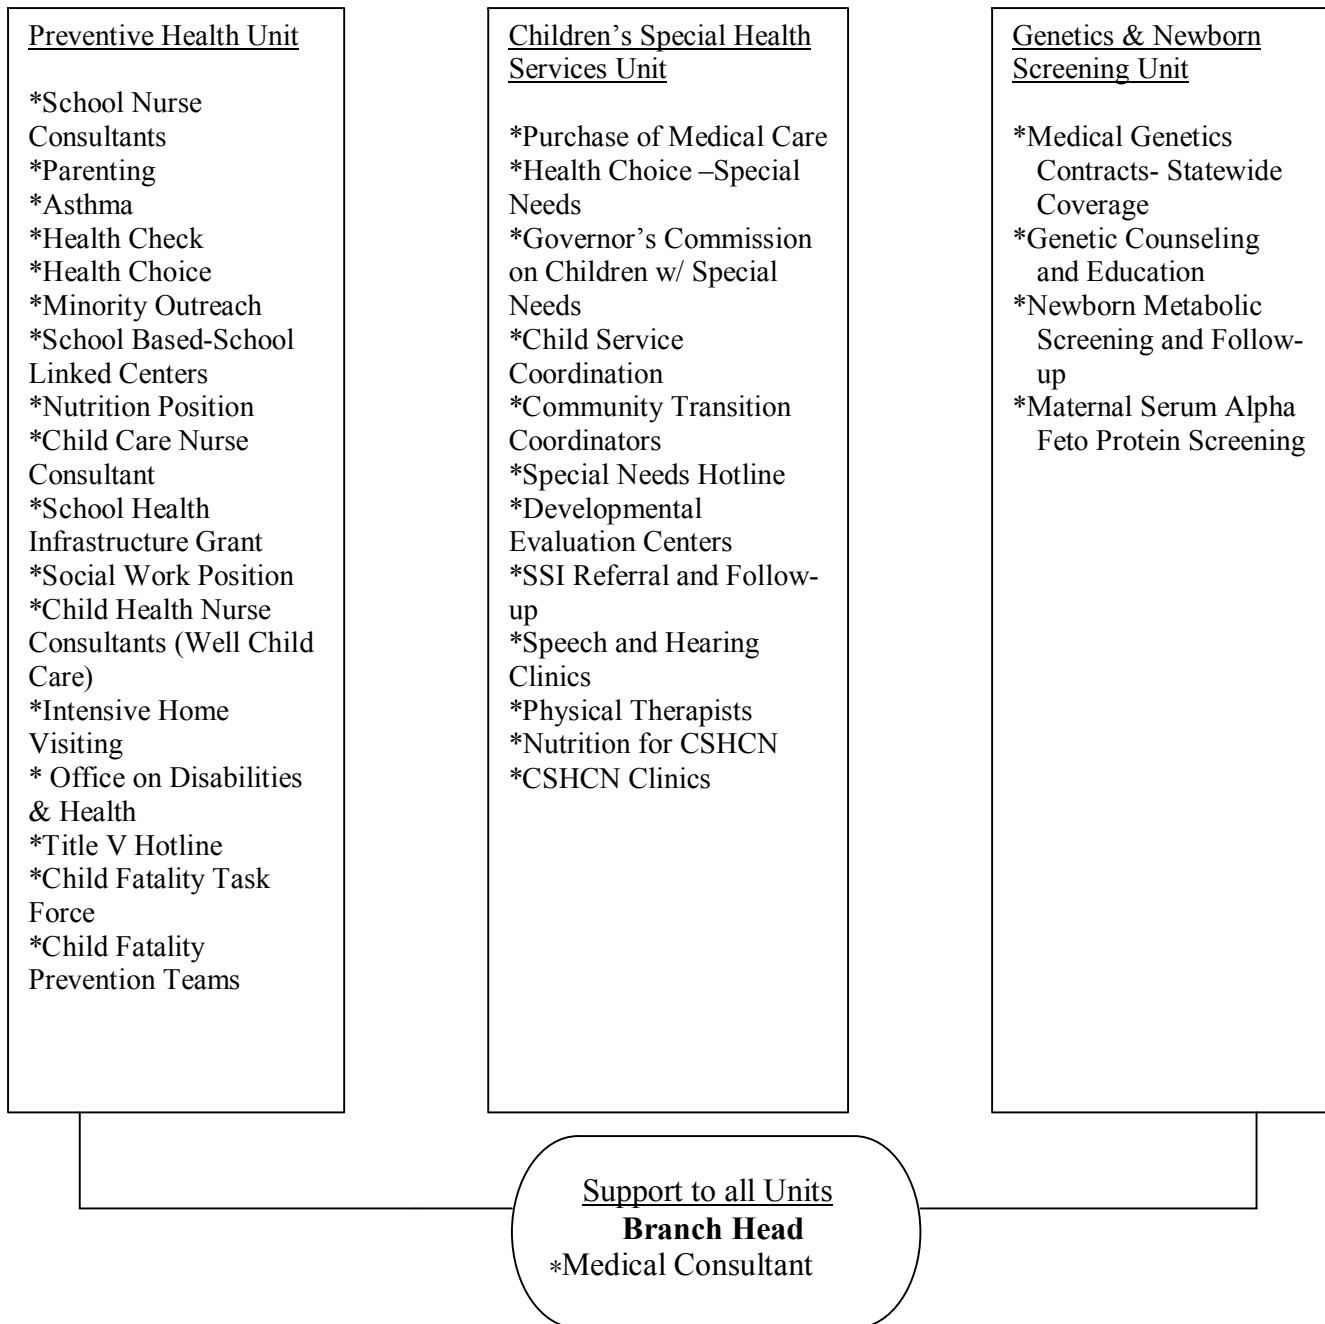 Preventive Health Unit
*School Nurse
Consultants
*Parenting
*Asthma
*Health Check
*Health Choice
*Minority Outreach
*School Based-School
Linked Centers
*Nutrition Position
*Child Care Nurse
Consultant
*School Health
Infrastructure Grant
*Social Work Position
*Child Health Nurse
Consultants (Well Child
Care)
*Intensive Home
Visiting
* Office on Disabilities
& Health
*Title V Hotline
*Child Fatality Task
Force
*Child Fatality
Prevention Teams
Children’s Special Health
Services Unit
*Purchase of Medical Care
*Health Choice –Special
Needs
*Governor’s Commission
on Children w/ Special
Needs
*Child Service
Coordination
*Community Transition
Coordinators
*Special Needs Hotline
*Developmental
Evaluation Centers
*SSI Referral and Follow-
up
*Speech and Hearing
Clinics
*Physical Therapists
*Nutrition for CSHCN
*CSHCN Clinics
Genetics & Newborn
Screening Unit
*Medical Genetics
Contracts- Statewide
Coverage
*Genetic Counseling
and Education
*Newborn Metabolic
Screening and Follow-
up
*Maternal Serum Alpha
Feto Protein Screening
Support to all Units
Branch Head
*Medical Consultant